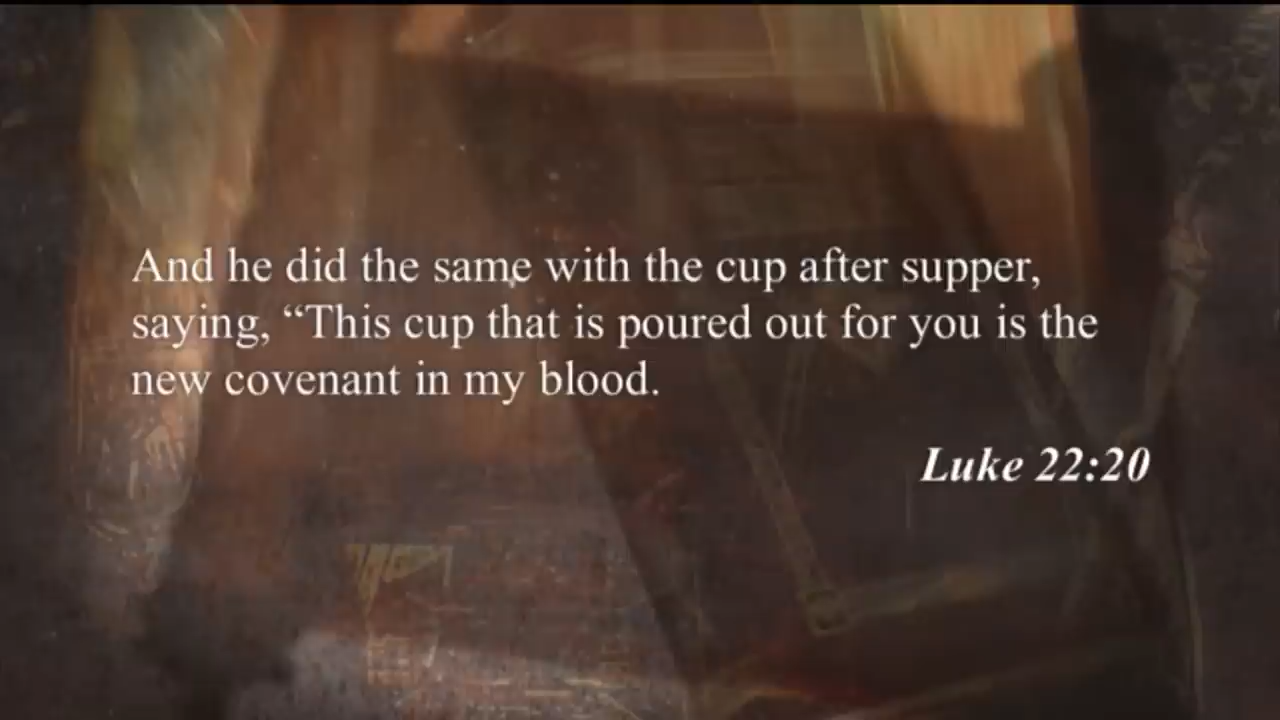 And he did the same with the cup after supper,
saying, “This cup that is poured out for you is the
new covenant in my blood.
Luke 22:20